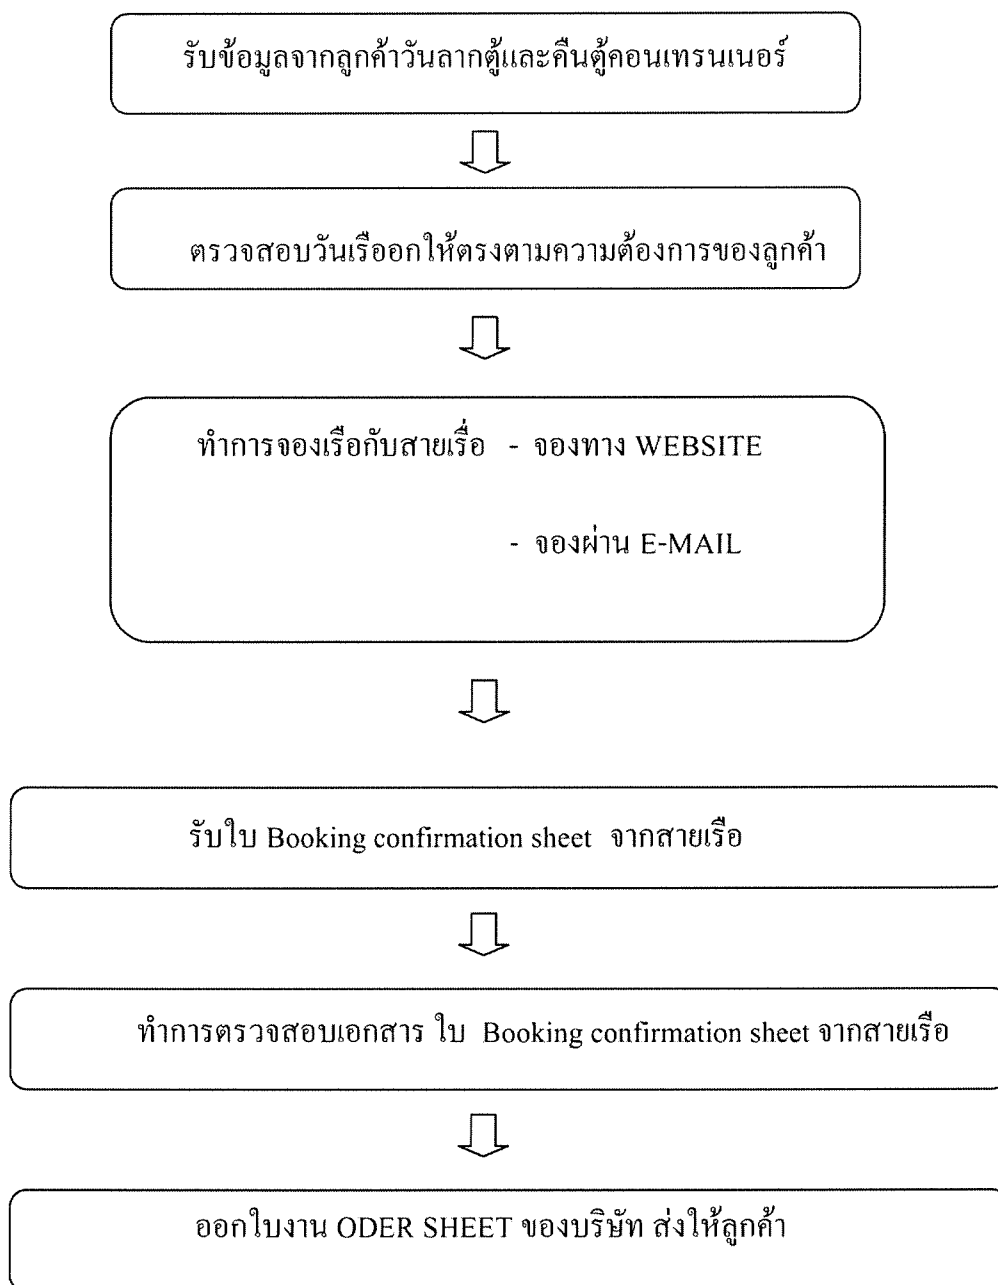 รับข้อมูลจากลูกค้าวันลากตู้และคืนตู้คอนเทรนเนอร์
ตรวจสอบวันเรือออกให้ตรงตามความต้องการของลูกค้า
ทำการจองเรือกับสายเรื่อ - จองทาง WEBSITE
- จองผ่าน E-MAIL
รับใบ Booking confirmation sheet จากสายเรือ
ทำการตรวจสอบเอกสาร ใบ Booking confirmation sheet จากสายเรือ
ออกใบงาน ODER SHEET ของบริษัท ส่งให้ลูกค้า